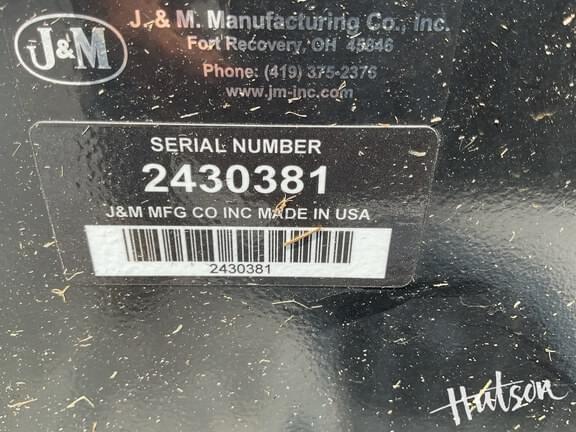 J&M
J. & M. Manufacturing Co., Inc.
Fort Recovery, OH 45846
Phone: (419) 375-2376
www.jm-inc.com
SERIAL NUMBER
2430381
J&M MFG CO INC MADE IN USA
2430381
Hutson